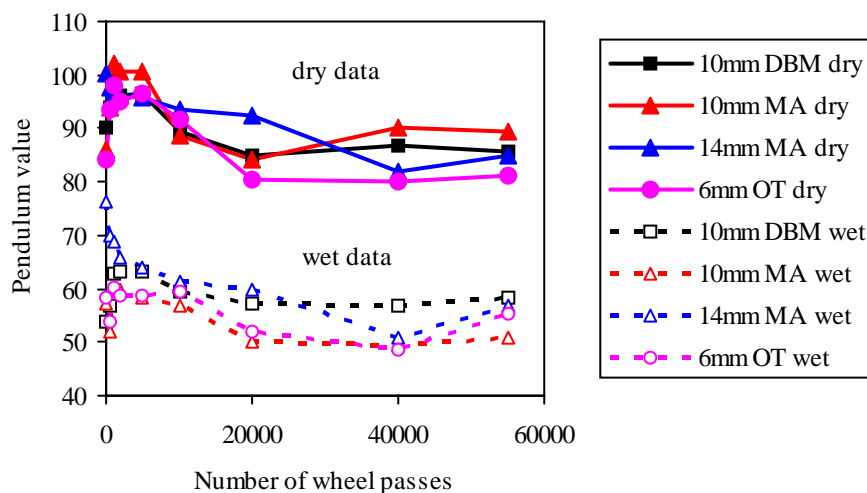 110
100
90
80
70
60
50
40
Pendulum value
dry data
wet data
0
20000
40000
60000
Number of wheel passes
10mm DBM dry
10mm MA dry
14mm MA dry
6mm OT dry
10mm DBM wet
10mm MA wet
14mm MA wet
6mm OT wet